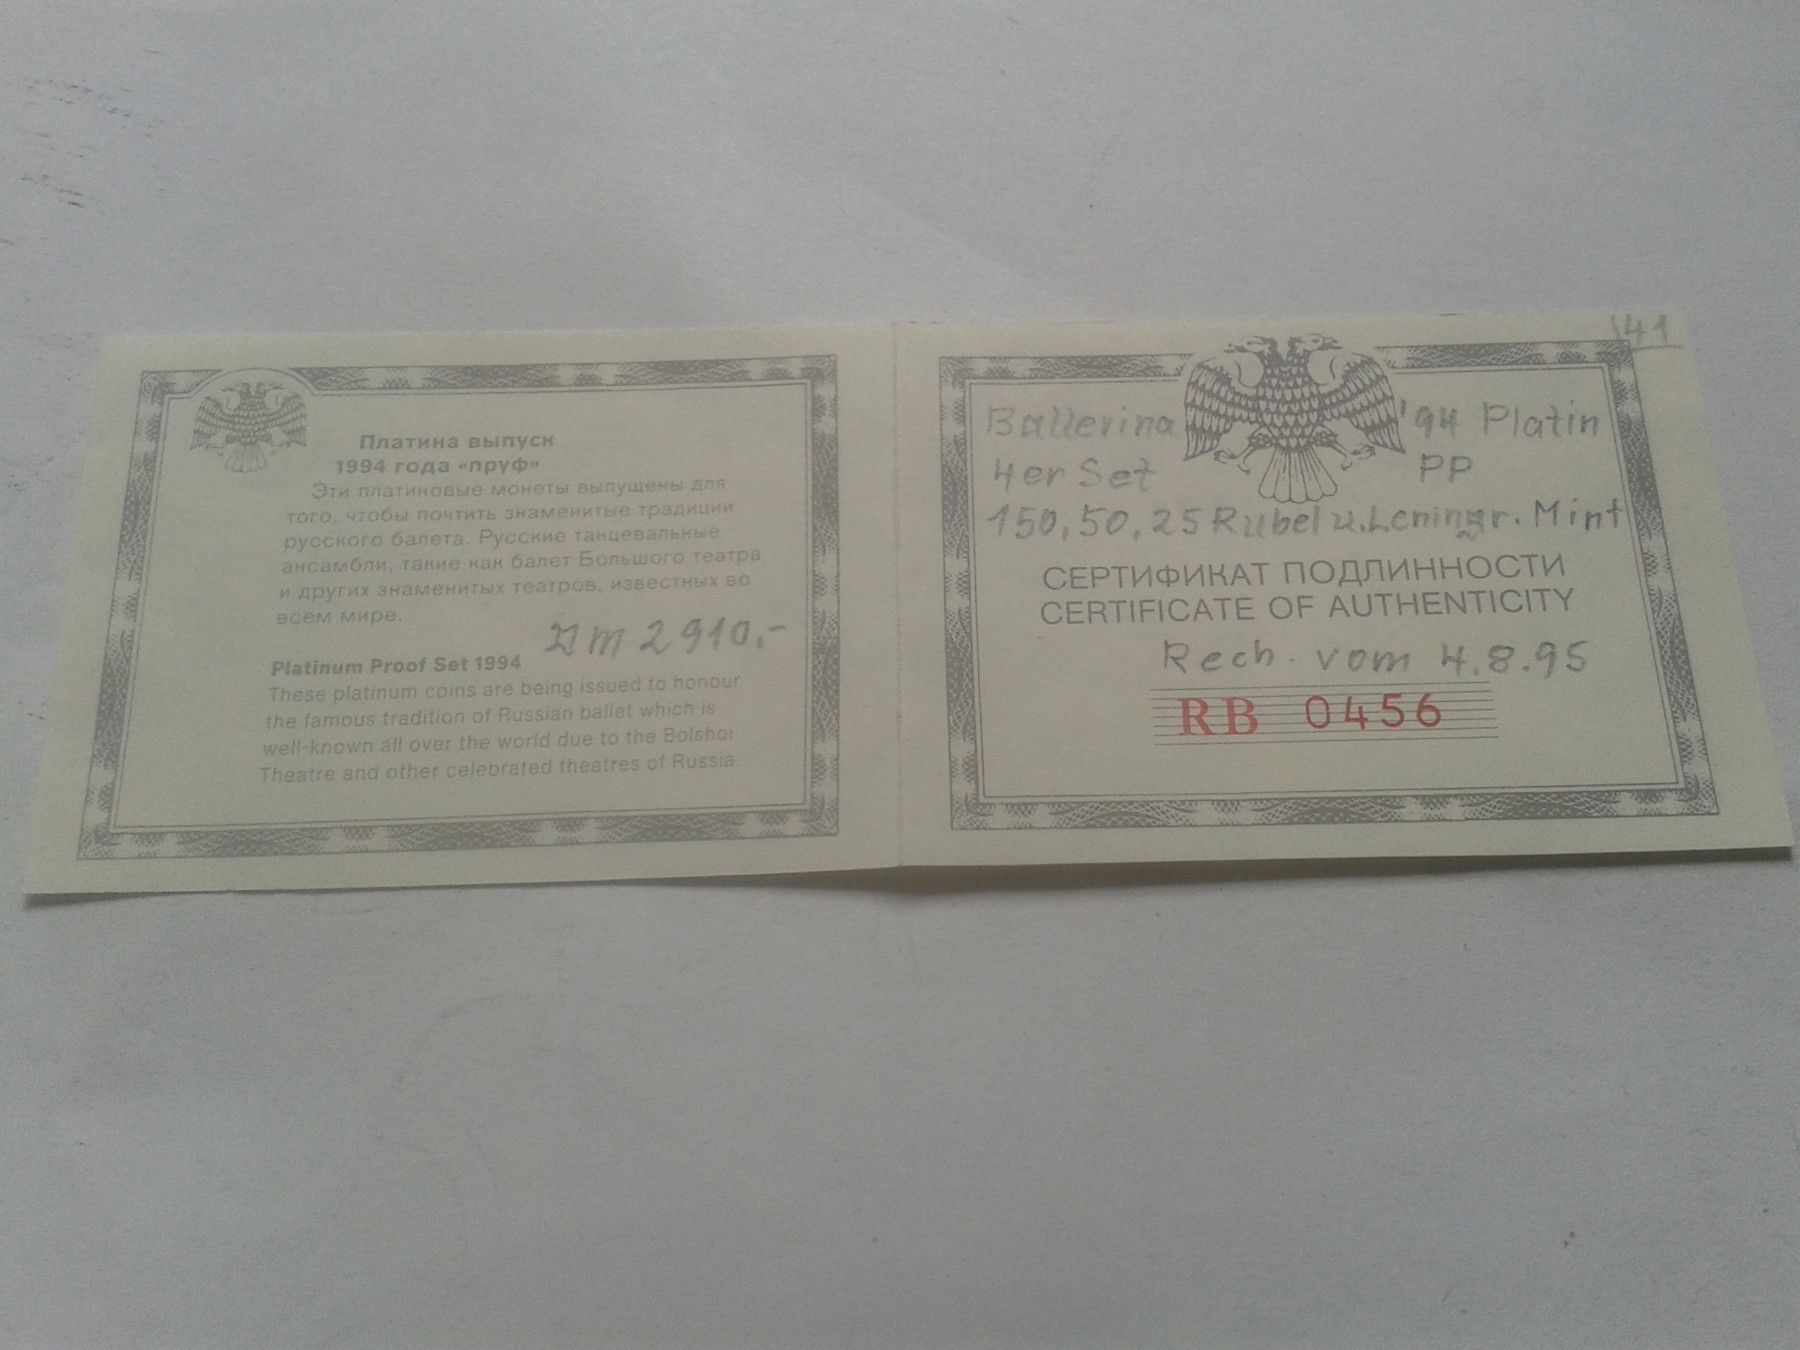 Платина выпуск
1994 года «пруф»
Эти платиновые монеты выпущены для
того, чтобы почтить знаменитые традиции
русского балета. Русские танцевальные
ансамбли, такие как балет Большого театра
и других знаменитых театров, известных во
всем мире.
Dm 2910.-
Platinum Proof Set 1994
These platinum coins are being issued to honour
the famous tradition of Russian ballet which is
well-known all over the world due to the Bolshoi
Theatre and other celebrated theatres of Russia.
41
Ballerina '94 Platin
4er Set PP
150,50,25 Rubel u. Leningr. Mint
СЕРТИФИКАТ ПОДЛИННОСТИ
CERTIFICATE OF AUTHENTICITY
Rech. vom 4.8.95
RB 0456